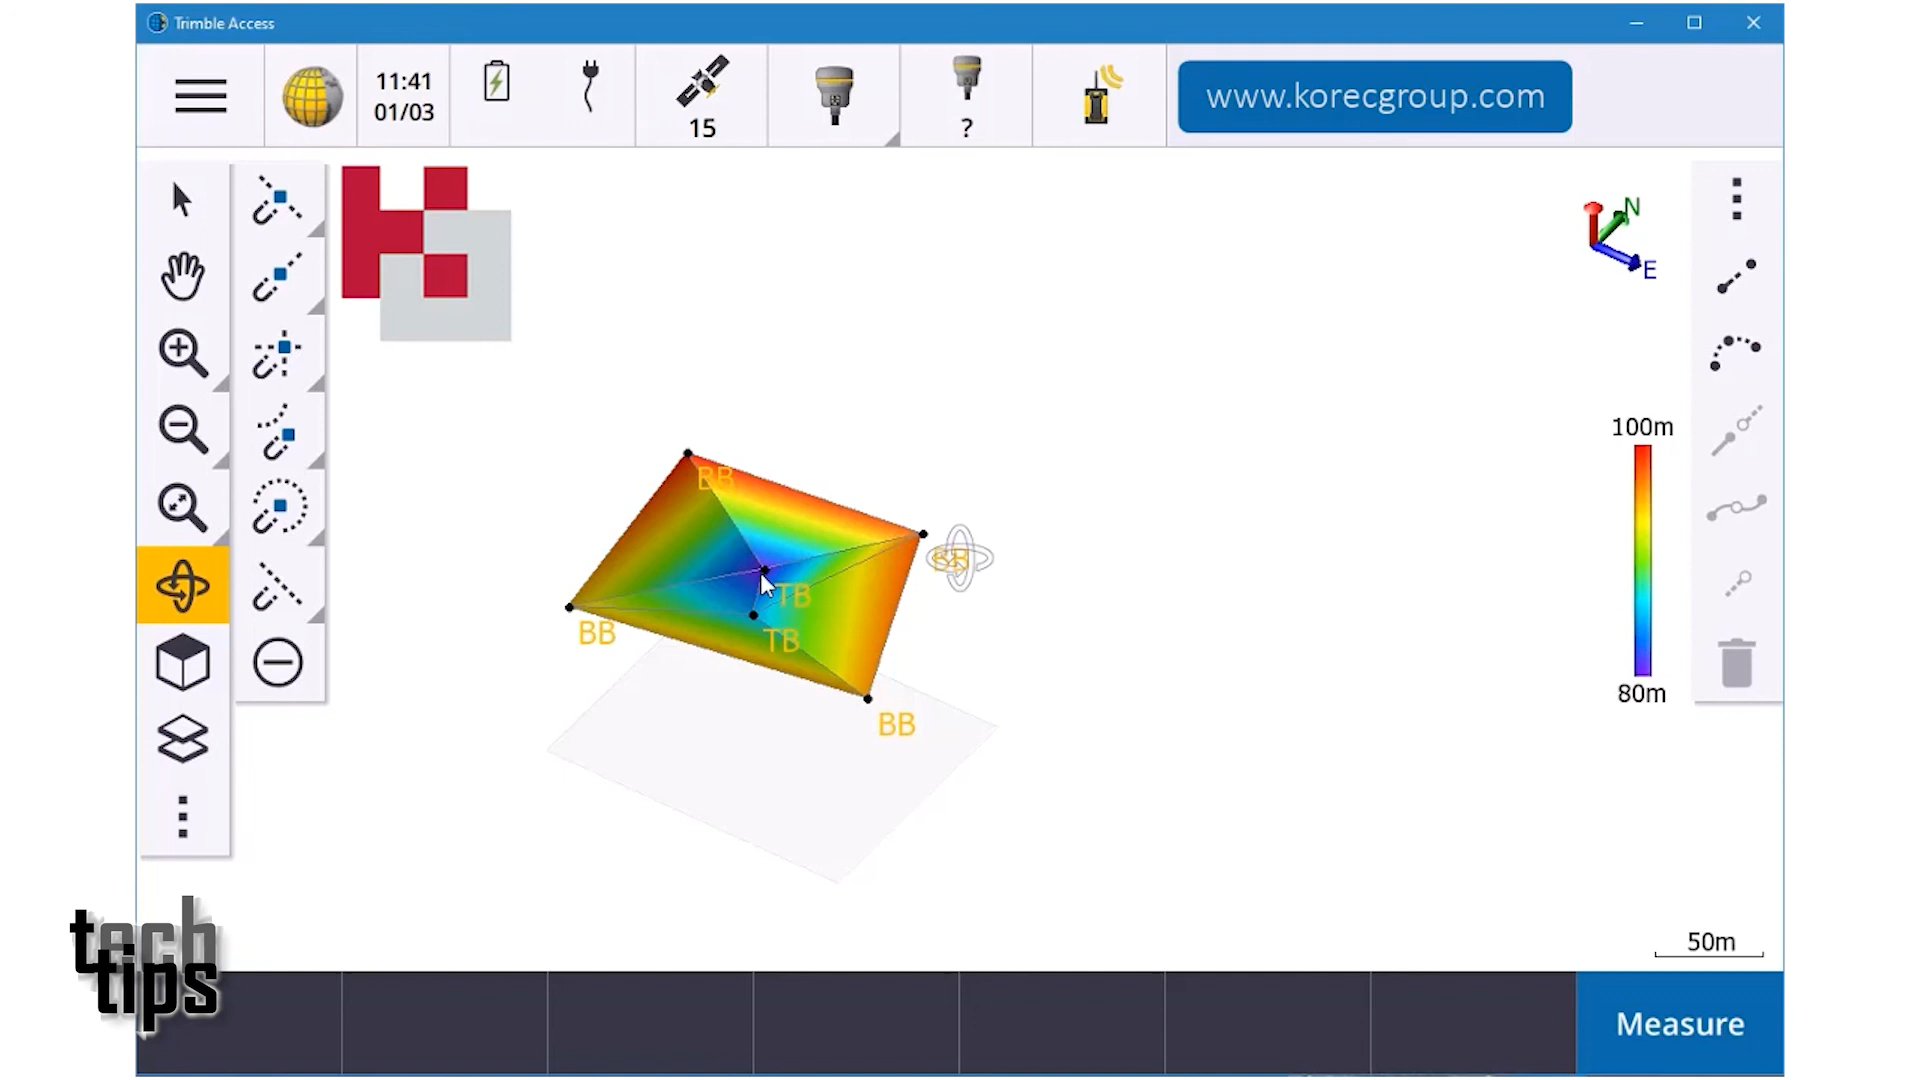 Trimble Access
11:41
01/03
15
?
www.korecgroup.com
N
E
100m
80m
BB
BB
TB
BB
TB
BB
50m
tech
tips
Measure